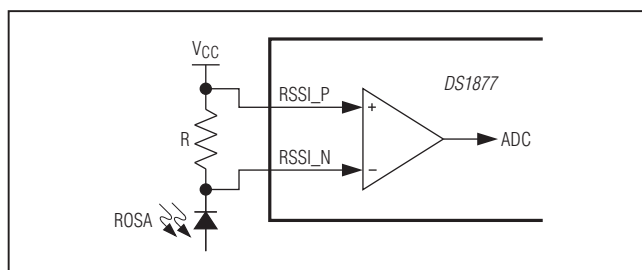 VCC
DS1877
RSSI_P
+
R
ADC
RSSI_N
−
ROSA